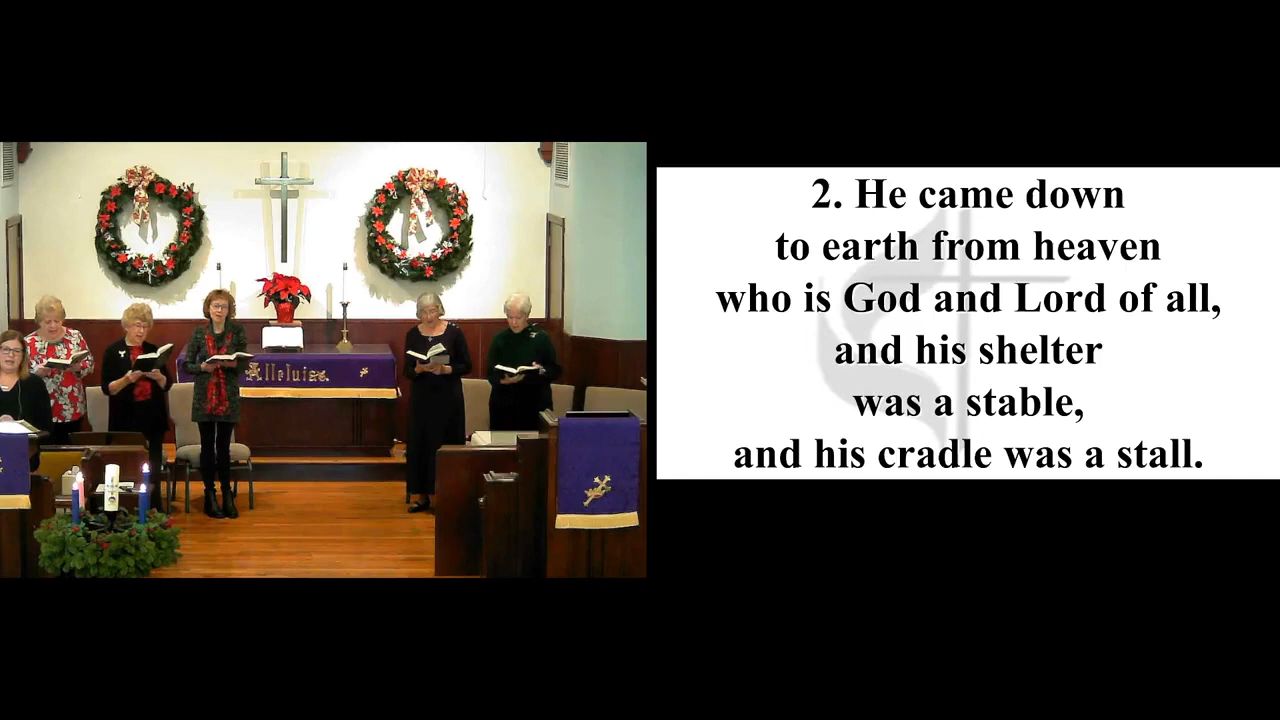 Alleluia.
2. He came down
to earth from heaven
who is God and Lord of all,
and his shelter
was a stable,
and his cradle was a stall.